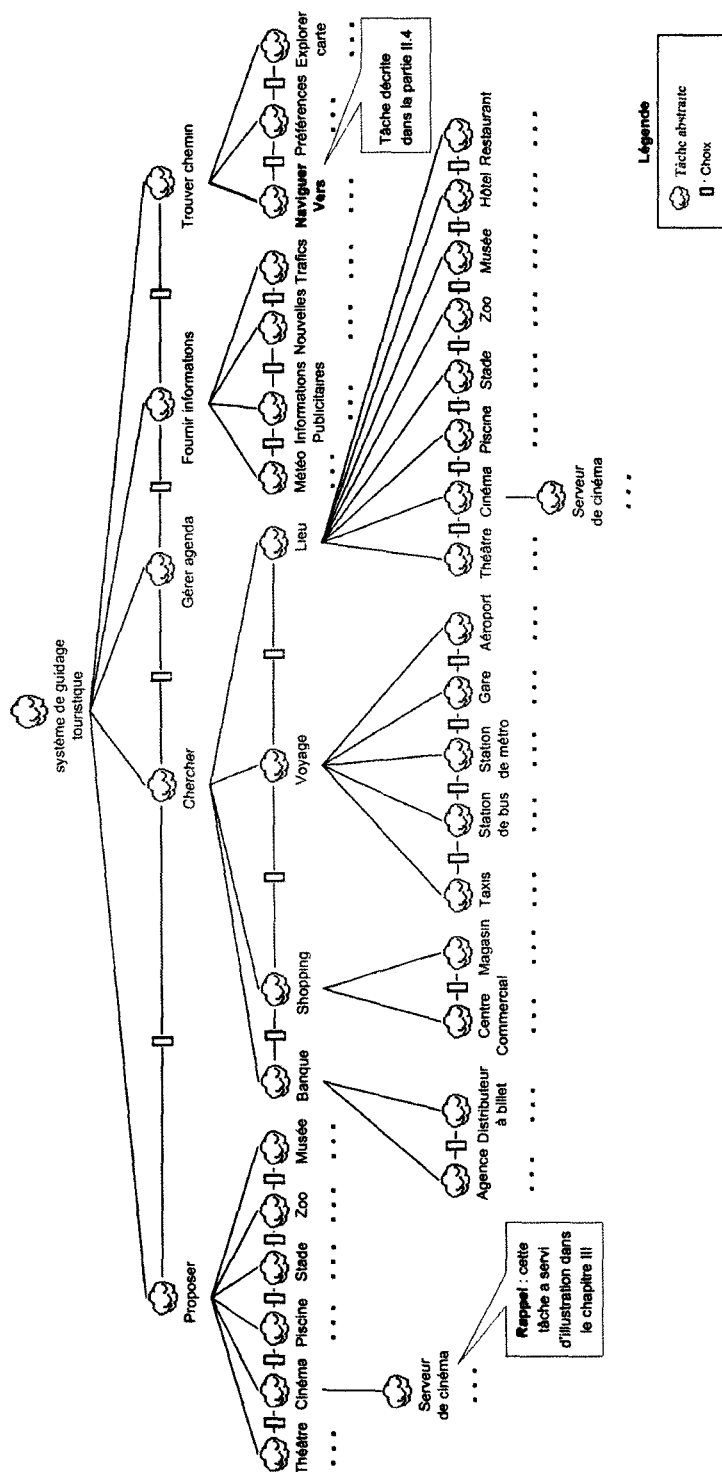 système de guidage
touristique
Proposer
Chercher
Gérer agenda
Fournir informations
Trouver chemin
Théâtre
Cinéma
Piscine
Stade
Zoo
Musée
Banque
Shopping
Voyage
Lieu
Météo
Informations
Publicitaires
Nouvelles
Trafics
Naviguer
Vers
Préférences
Explorer
carte
Serveur
de cinéma
Rappel : cette
tâche a servi
d'illustration dans
le chapitre III
Agence
Distributeur
à billet
Centre
Commercial
Magasin
Taxis
Station
de bus
Station
de métro
Gare
Aéroport
Théâtre
Cinéma
Piscine
Stade
Zoo
Musée
Hôtel
Restaurant
Serveur
de cinéma
Tâche décrite
dans la partie II.4
Légende
Tâche abstraite
: Choix